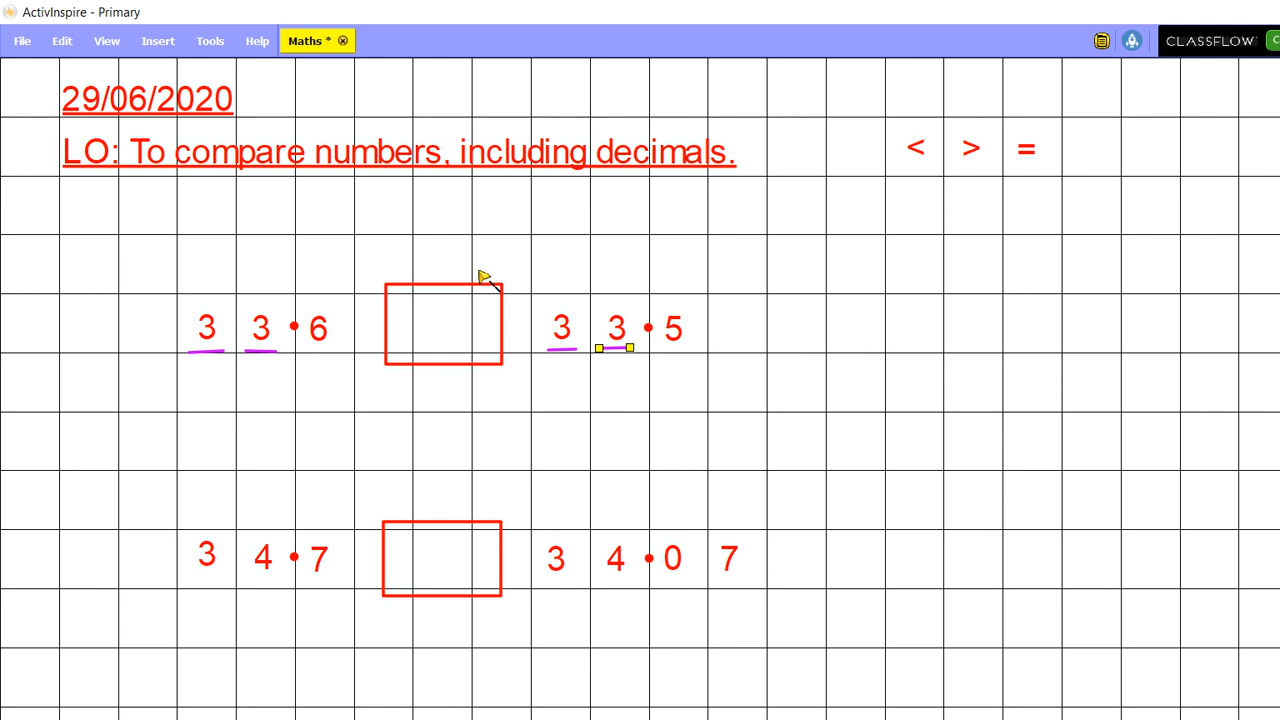 ActivInspire - Primary
File Edit View Insert Tools Help Maths * CLASSFLOW C
29/06/2020
LO: To compare numbers, including decimals. < > =
3 3 • 6 3 3 • 5
3 4 • 7 3 4 • 0 7